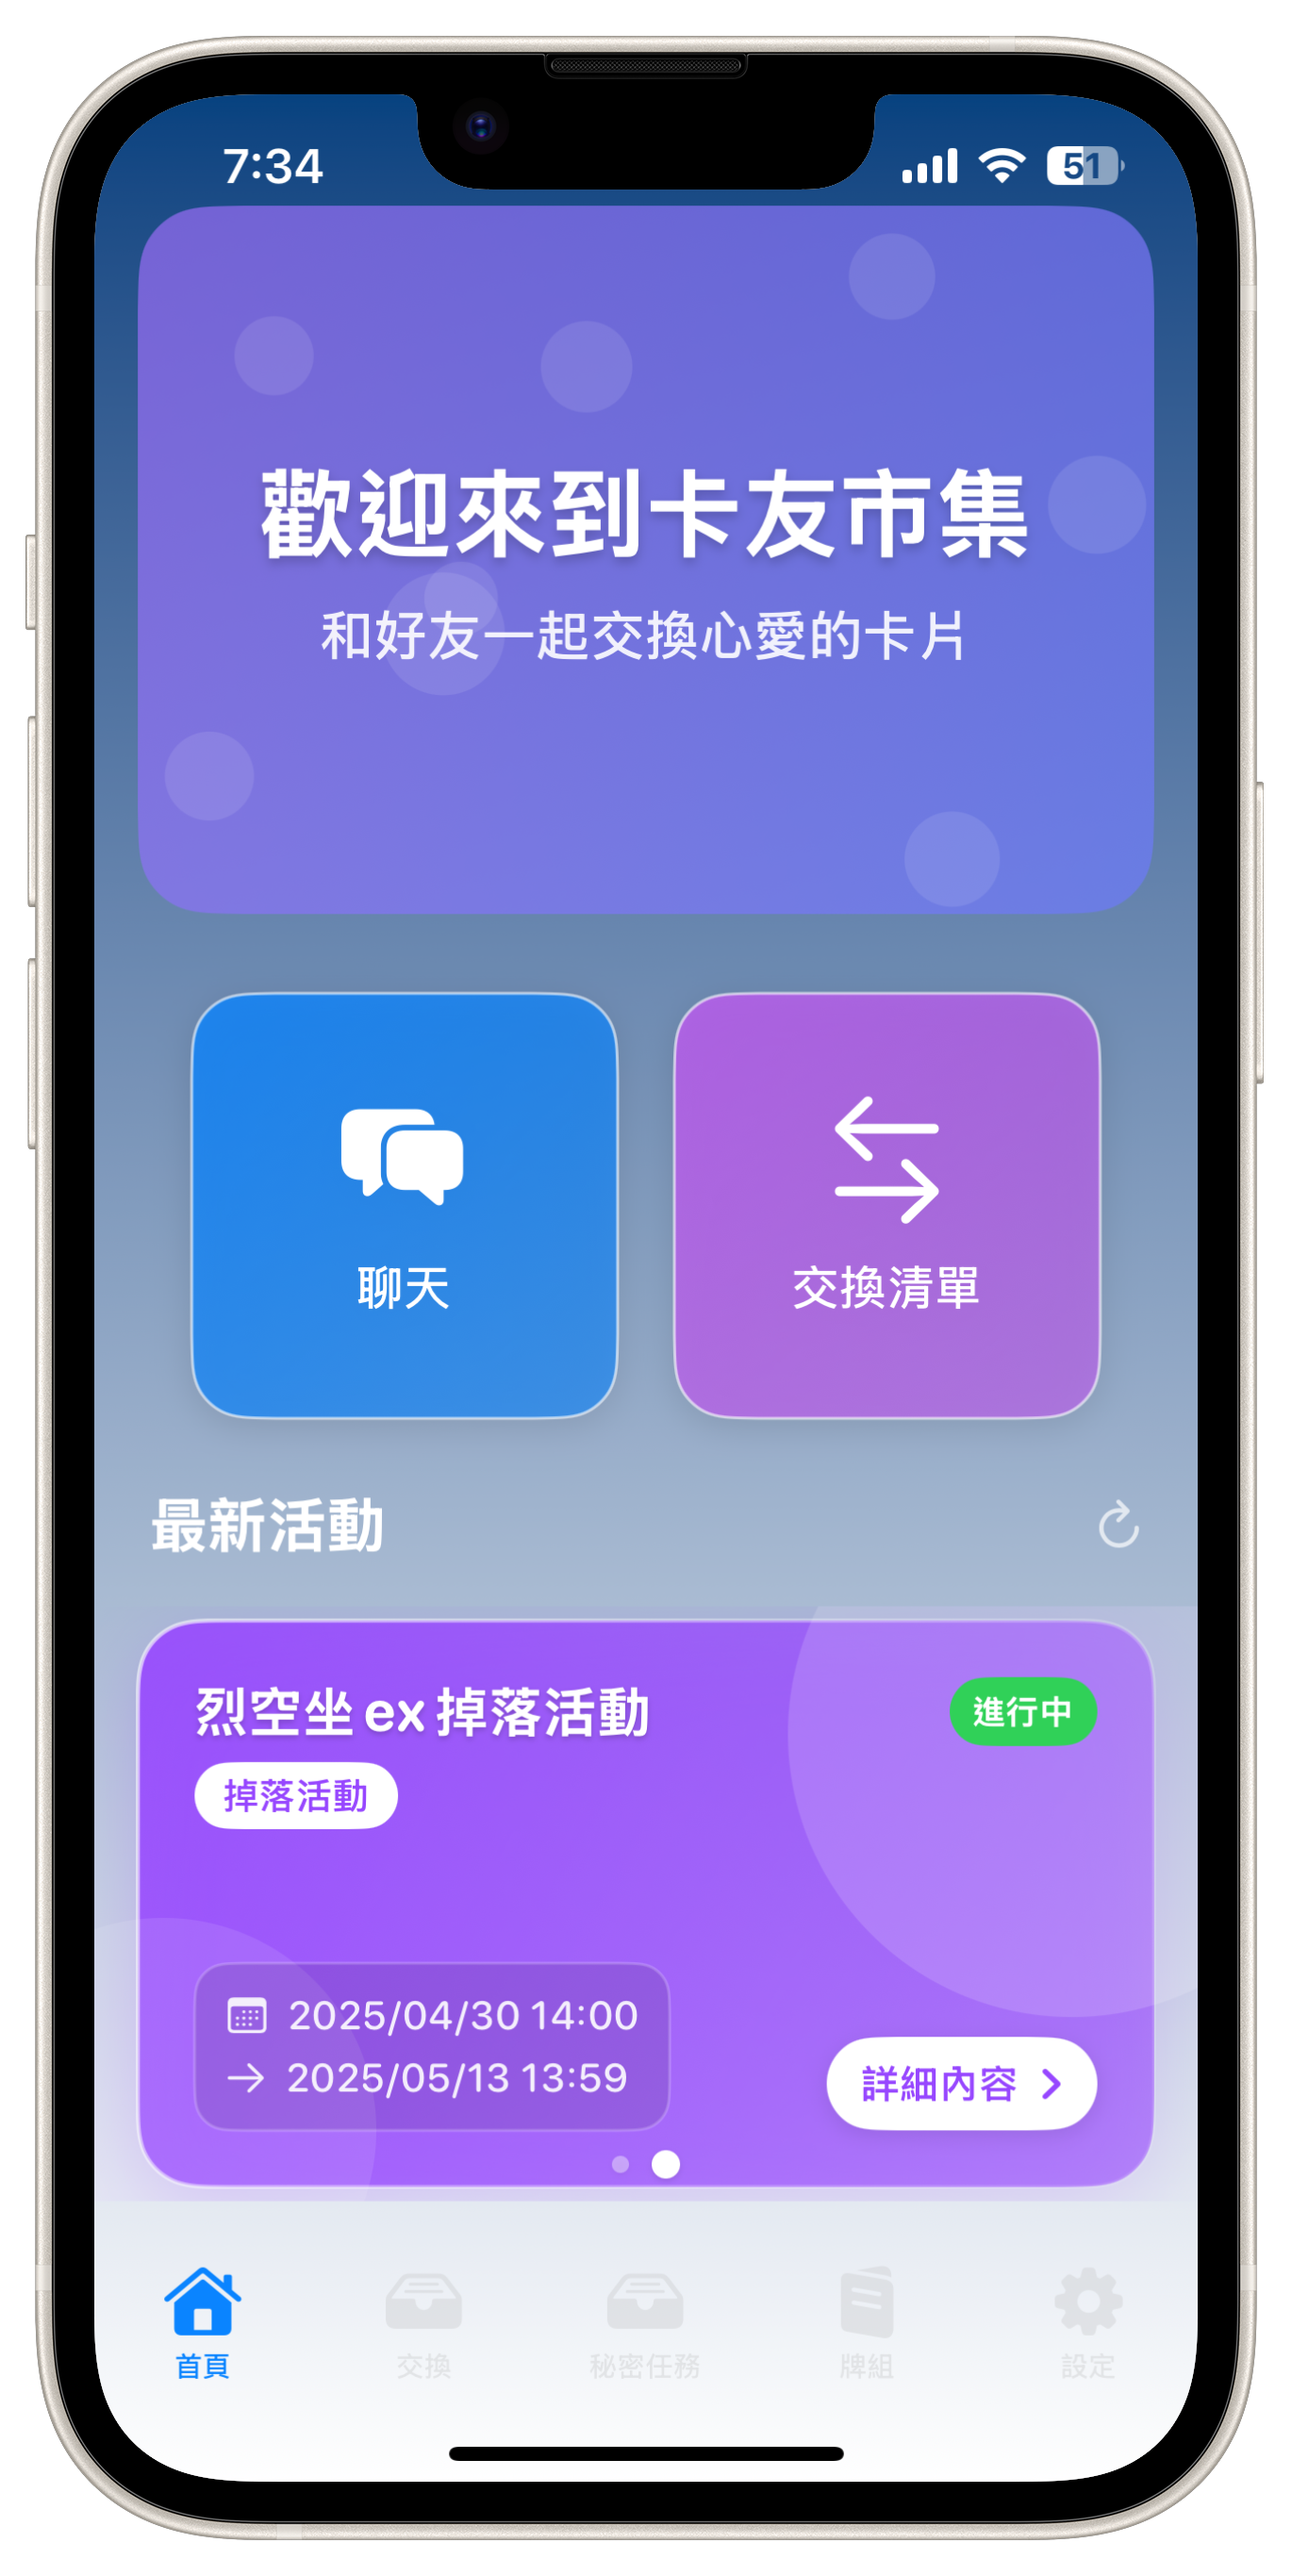 7:34
51
歡迎來到卡友市集
和好友一起交換心愛的卡片
聊天
交換清單
最新活動
烈空坐 ex 掉落活動
進行中
掉落活動
2025/04/30 14:00
2025/05/13 13:59
詳細內容
首頁
交換
秘密任務
牌組
設定